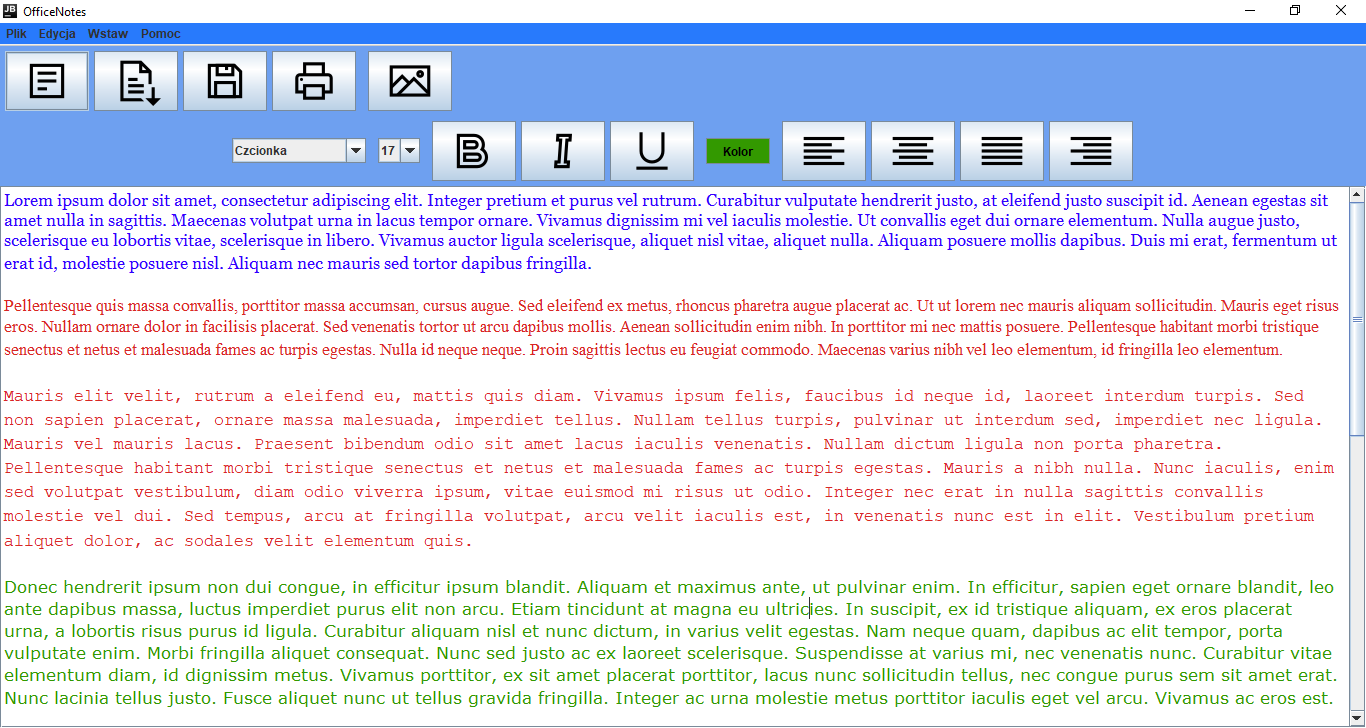 OfficeNotes
Plik Edycja Wstaw Pomoc
Czcionka 17 B I U Kolor
Lorem ipsum dolor sit amet, consectetur adipiscing elit. Integer pretium et purus vel rutrum. Curabitur vulputate hendrerit justo, at eleifend justo suscipit id. Aenean egestas sit
amet nulla in sagittis. Maecenas volutpat urna in lacus tempor ornare. Vivamus dignissim mi vel iaculis molestie. Ut convallis eget dui ornare elementum. Nulla augue justo,
scelerisque eu lobortis vitae, scelerisque in libero. Vivamus auctor ligula scelerisque, aliquet nisl vitae, aliquet nulla. Aliquam posuere mollis dapibus. Duis mi erat, fermentum ut
erat id, molestie posuere nisl. Aliquam nec mauris sed tortor dapibus fringilla.
Pellentesque quis massa convallis, porttitor massa accumsan, cursus augue. Sed eleifend ex metus, rhoncus pharetra augue placerat ac. Ut ut lorem nec mauris aliquam sollicitudin. Mauris eget risus
eros. Nullam ornare dolor in facilisis placerat. Sed venenatis tortor ut arcu dapibus mollis. Aenean sollicitudin enim nibh. In porttitor mi nec mattis posuere. Pellentesque habitant morbi tristique
senectus et netus et malesuada fames ac turpis egestas. Nulla id neque neque. Proin sagittis lectus eu feugiat commodo. Maecenas varius nibh vel leo elementum, id fringilla leo elementum.
Mauris elit velit, rutrum a eleifend eu, mattis quis diam. Vivamus ipsum felis, faucibus id neque id, laoreet interdum turpis. Sed
non sapien placerat, ornare massa malesuada, imperdiet tellus. Nullam tellus turpis, pulvinar ut interdum sed, imperdiet nec ligula.
Mauris vel mauris lacus. Praesent bibendum odio sit amet lacus iaculis venenatis. Nullam dictum ligula non porta pharetra.
Pellentesque habitant morbi tristique senectus et netus et malesuada fames ac turpis egestas. Mauris a nibh nulla. Nunc iaculis, enim
sed volutpat vestibulum, diam odio viverra ipsum, vitae euismod mi risus ut odio. Integer nec erat in nulla sagittis convallis
molestie vel dui. Sed tempus, arcu at fringilla volutpat, arcu velit iaculis est, in venenatis nunc est in elit. Vestibulum pretium
aliquet dolor, ac sodales velit elementum quis.
Donec hendrerit ipsum non dui congue, in efficitur ipsum blandit. Aliquam et maximus ante, ut pulvinar enim. In efficitur, sapien eget ornare blandit, leo
ante dapibus massa, luctus imperdiet purus elit non arcu. Etiam tincidunt at magna eu ultricies. In suscipit, ex id tristique aliquam, ex eros placerat
urna, a lobortis risus purus id ligula. Curabitur aliquam nisl et nunc dictum, in varius velit egestas. Nam neque quam, dapibus ac elit tempor, porta
vulputate enim. Morbi fringilla aliquet consequat. Nunc sed justo ac ex laoreet scelerisque. Suspendisse at varius mi, nec venenatis nunc. Curabitur vitae
elementum diam, id dignissim metus. Vivamus porttitor, ex sit amet placerat porttitor, lacus nunc sollicitudin tellus, nec congue purus sem sit amet erat.
Nunc lacinia tellus justo. Fusce aliquet nunc ut tellus gravida fringilla. Integer ac urna molestie metus porttitor iaculis eget vel arcu. Vivamus ac eros est.